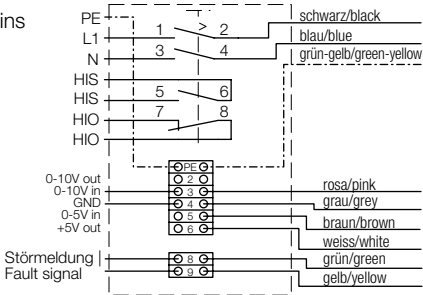 ins
PE
L1
N
HIS
HIS
HIO
HIO
1 > 2
3 4
5 6
7 8
schwarz/black
blau/blue
grün-gelb/green-yellow
0-10V out
0-10V in
GND
0-5V in
+5V out
Störmeldung
Fault signal
PE
2
3
4
5
6
8
9
rosa/pink
grau/grey
braun/brown
weiss/white
grün/green
gelb/yellow